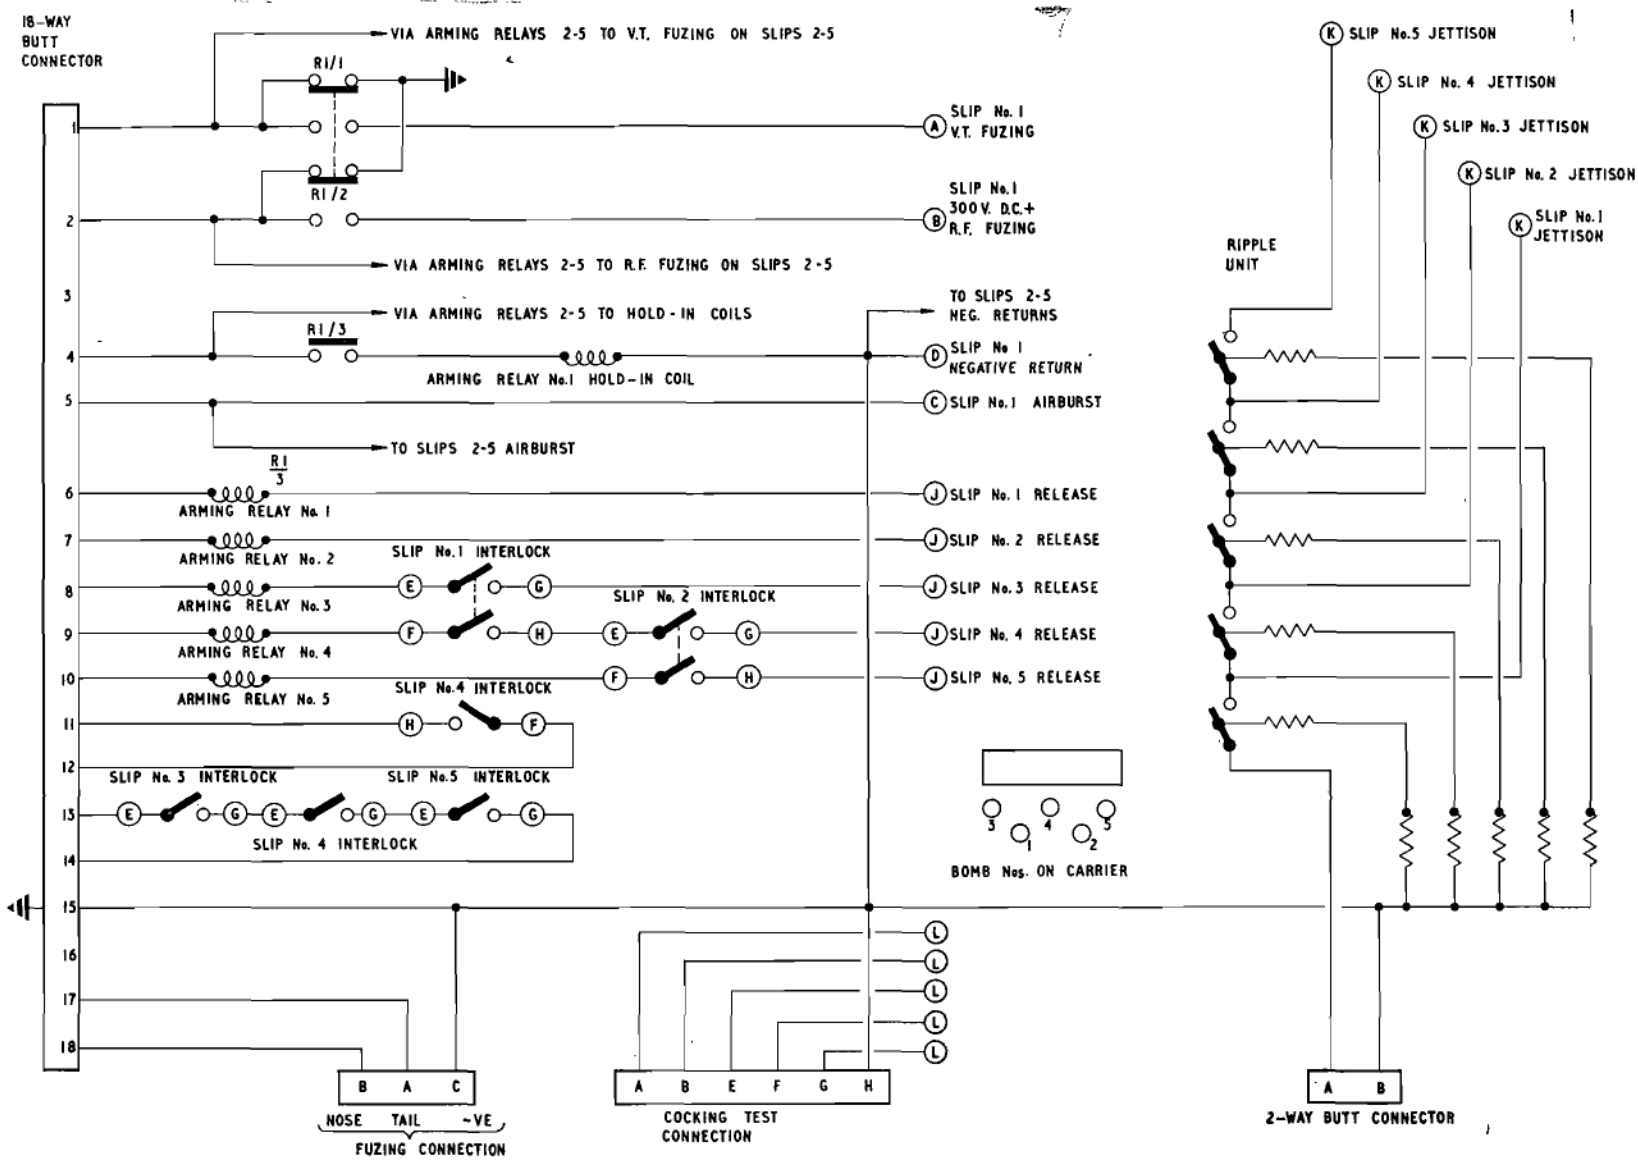 18-WAY
BUTT
CONNECTOR
VIA ARMING RELAYS 2-5 TO V.T. FUZING ON SLIPS 2-5
R1/1
1
A
SLIP No. 1
V.T. FUZING
R1/2
2
B
SLIP No.1
300V. D.C.+
R.F. FUZING
VIA ARMING RELAYS 2-5 TO R.F. FUZING ON SLIPS 2-5
3
TO SLIPS 2-5
NEG. RETURNS
VIA ARMING RELAYS 2-5 TO HOLD-IN COILS
R1/3
4
ARMING RELAY No.1 HOLD-IN COIL
D
SLIP No 1
NEGATIVE RETURN
5
C SLIP No.1 AIRBURST
TO SLIPS 2-5 AIRBURST
R1
3
6
ARMING RELAY No. 1
J SLIP No. 1 RELEASE
7
ARMING RELAY No. 2
J SLIP No. 2 RELEASE
SLIP No.1 INTERLOCK
8
ARMING RELAY No. 3
E G
J SLIP No.3 RELEASE
SLIP No. 2 INTERLOCK
9
ARMING RELAY No. 4
F H E G
J SLIP No. 4 RELEASE
10
ARMING RELAY No. 5
F H
J SLIP No. 5 RELEASE
SLIP No.4 INTERLOCK
11
H F
12
SLIP No. 3 INTERLOCK
SLIP No.5 INTERLOCK
13
E G E G E G
SLIP No. 4 INTERLOCK
14
15
16
17
18
B A C
NOSE TAIL -VE
FUZING CONNECTION
L
L
L
L
L
A B E F G H
COCKING TEST
CONNECTION
3 4 5
1 2
BOMB Nos. ON CARRIER
K SLIP No.5 JETTISON
K SLIP No. 4 JETTISON
K SLIP No.3 JETTISON
K SLIP No. 2 JETTISON
K SLIP No.1
JETTISON
RIPPLE
UNIT
A B
2-WAY BUTT CONNECTOR